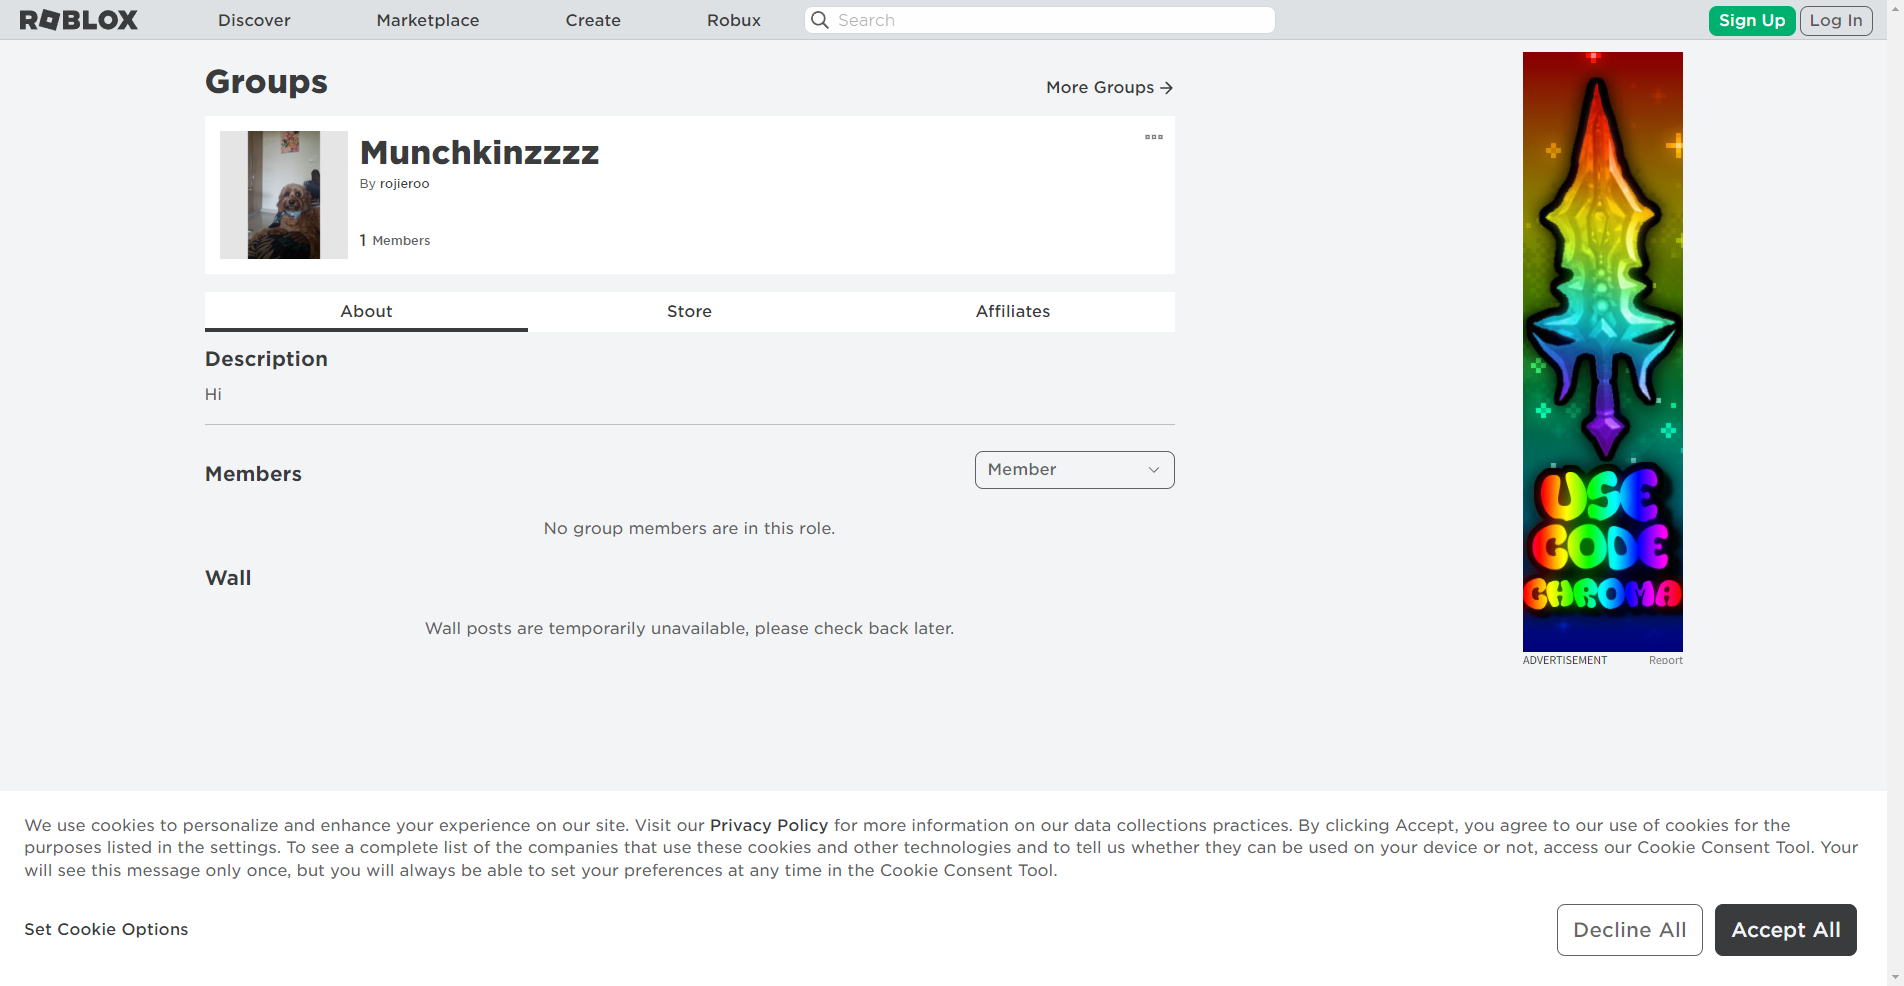 ROBLOX
Discover
Marketplace
Create
Robux
Search
Sign Up
Log In
Groups
More Groups
Munchkinzzzz
By rojieroo
1 Members
About
Store
Affiliates
Description
Hi
Members
Member
No group members are in this role.
Wall
Wall posts are temporarily unavailable, please check back later.
USE
CODE
CHROMA
ADVERTISEMENT
Report
We use cookies to personalize and enhance your experience on our site. Visit our Privacy Policy for more information on our data collections practices. By clicking Accept, you agree to our use of cookies for the
purposes listed in the settings. To see a complete list of the companies that use these cookies and other technologies and to tell us whether they can be used on your device or not, access our Cookie Consent Tool. Your
will see this message only once, but you will always be able to set your preferences at any time in the Cookie Consent Tool.
Set Cookie Options
Decline All
Accept All